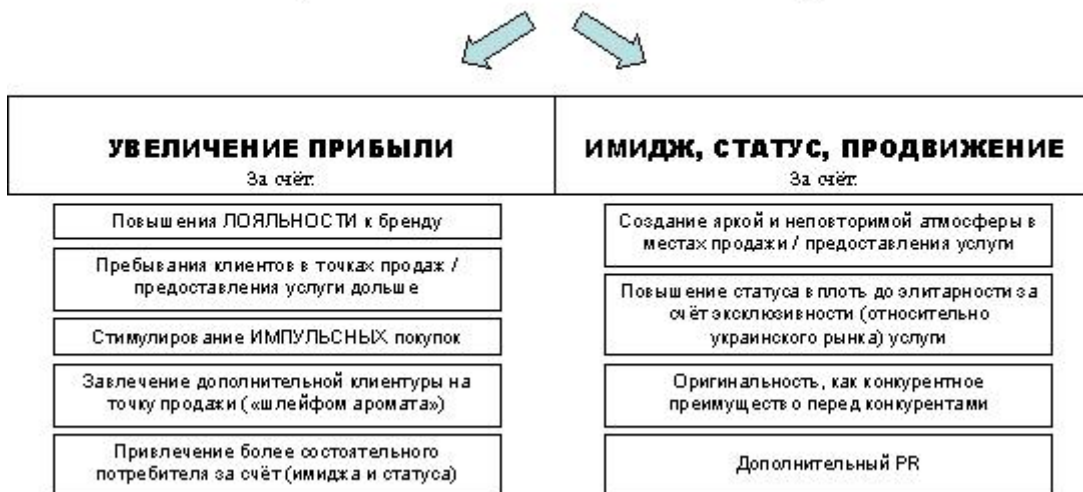 УВЕЛИЧЕНИЕ ПРИБЫЛИ
За счёт:
Повышения ЛОЯЛЬНОСТИ к бренду
Пребывания клиентов в точках продаж /
предоставления услуги дольше
Стимулирование ИМПУЛЬСНЫХ покупок
Завлечение дополнительной клиентуры на
точку продажи («шлейфом аромата»)
Привлечение более состоятельного
потребителя за счёт (имиджа и статуса)
ИМИДЖ, СТАТУС, ПРОДВИЖЕНИЕ
За счёт:
Создание яркой и неповторимой атмосферы в
местах продажи / предоставления услуги
Повышение статуса в плоть до элитарности за
счёт эксклюзивности (относительно
украинского рынка) услуги
Оригинальность, как конкурентное
преимущество перед конкурентами
Дополнительный PR